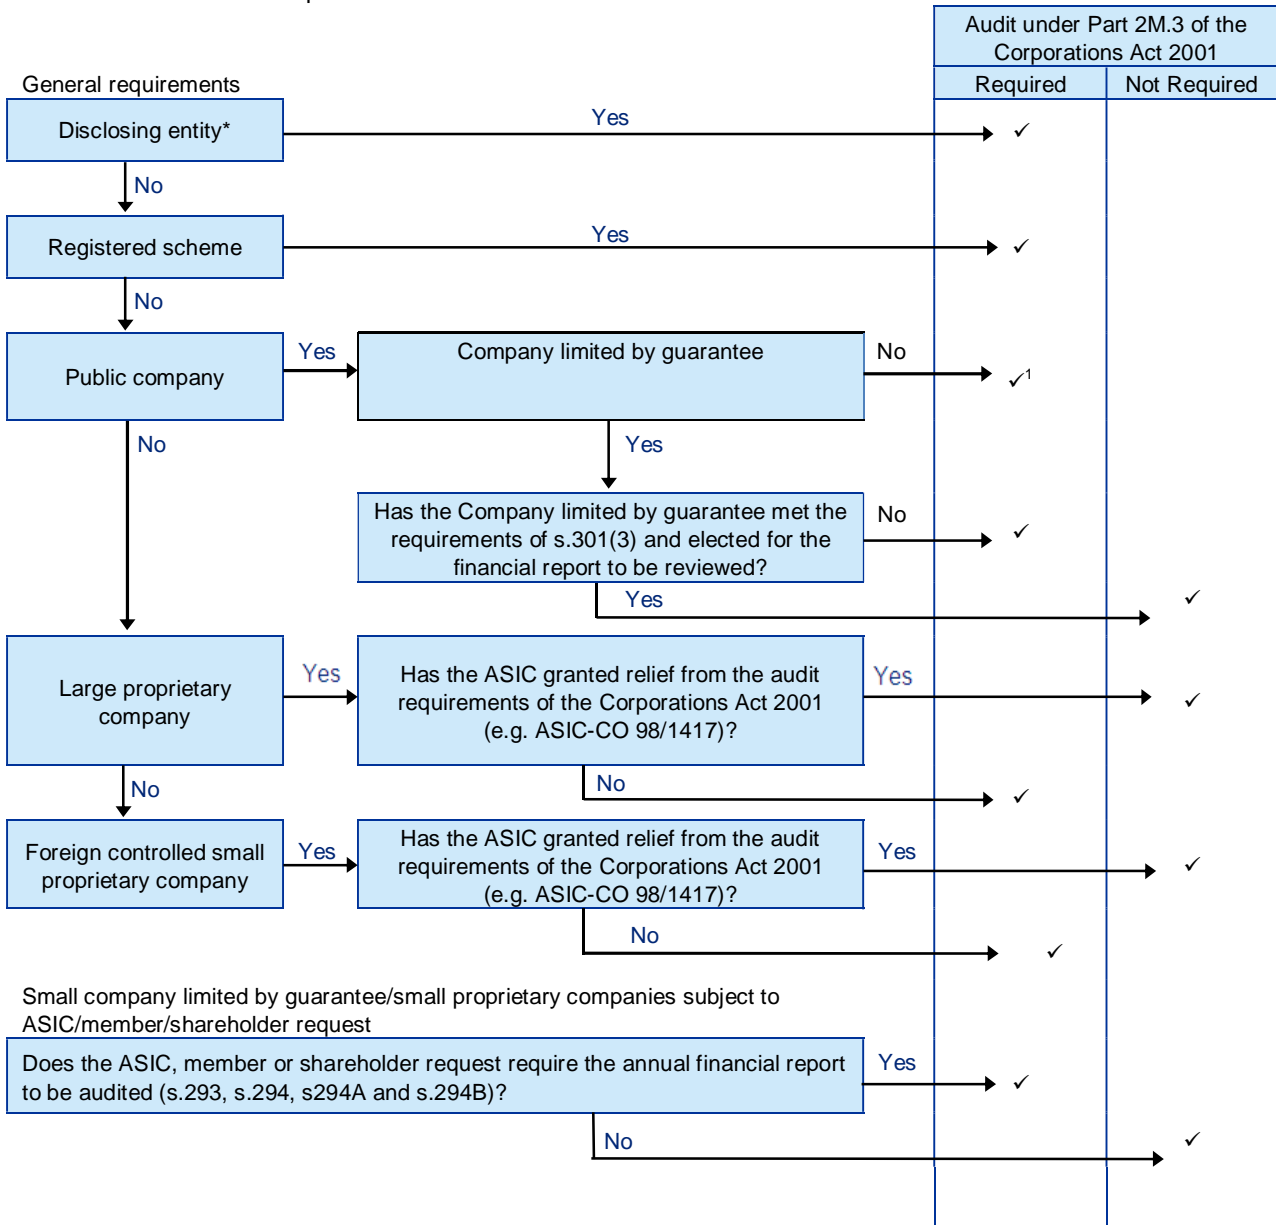 Audit under Part 2M.3 of the
Corporations Act 2001
General requirements
Required
Not Required
Disclosing entity*
Yes
✓
No
Registered scheme
Yes
✓
No
Public company
Yes
Company limited by guarantee
No
✓1
No
Yes
Has the Company limited by guarantee met the
requirements of s.301(3) and elected for the
financial report to be reviewed?
No
✓
Yes
✓
Large proprietary
company
Yes
Has the ASIC granted relief from the audit
requirements of the Corporations Act 2001
(e.g. ASIC-CO 98/1417)?
Yes
✓
No
No
✓
Foreign controlled small
proprietary company
Yes
Has the ASIC granted relief from the audit
requirements of the Corporations Act 2001
(e.g. ASIC-CO 98/1417)?
Yes
✓
No
✓
Small company limited by guarantee/small proprietary companies subject to
ASIC/member/shareholder request
Does the ASIC, member or shareholder request require the annual financial report
to be audited (s.293, s.294, s294A and s.294B)?
Yes
✓
No
✓